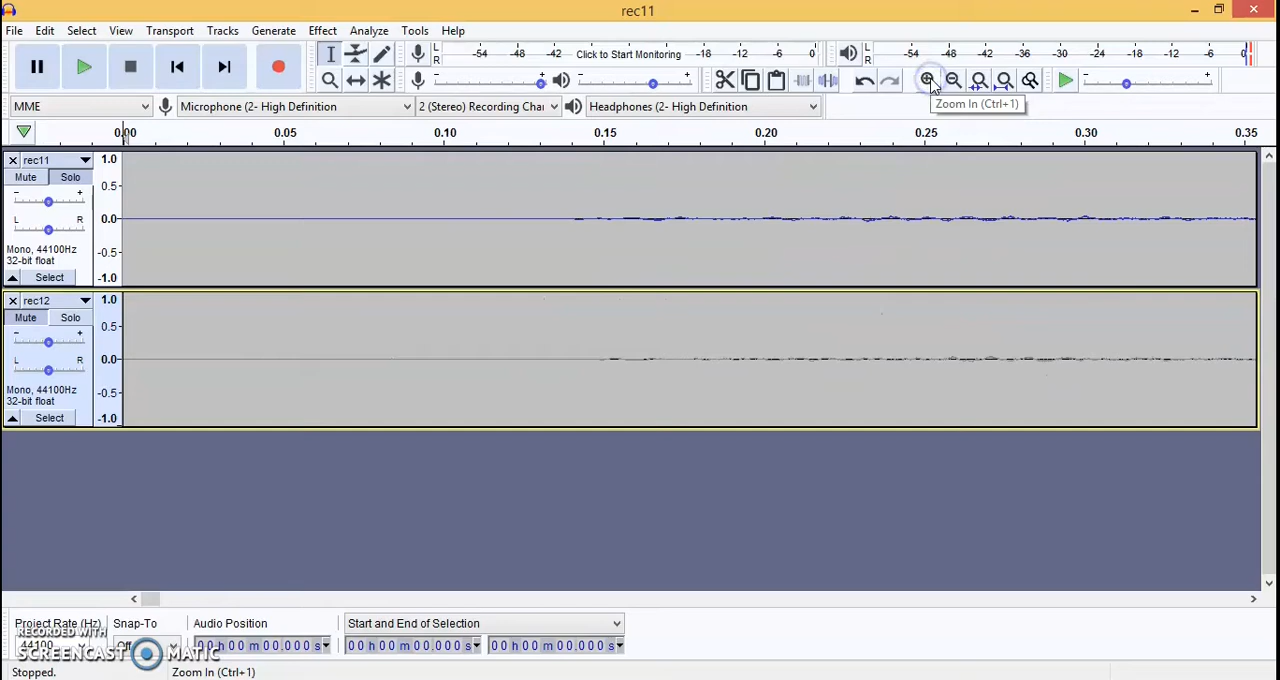 rec11
File Edit Select View Transport Tracks Generate Effect Analyze Tools Help
L R -54 -48 -42 Click to Start Monitoring -18 -12 -6 0 L R -54 -48 -42 -36 -30 -24 -18 -12 -6 0
- + - + - +
MME Microphone (2- High Definition 2 (Stereo) Recording Chan Headphones (2- High Definition
Zoom In (Ctrl+1)
0.00 0.05 0.10 0.15 0.20 0.25 0.30 0.35
rec11 1.0
Mute Solo
- + 0.5
L R 0.0
Mono, 44100Hz -0.5
32-bit float
Select -1.0
rec12 1.0
Mute Solo 0.5
- +
L R 0.0
Mono, 44100Hz -0.5
32-bit float
Select -1.0
Project Rate (Hz) Snap-To Audio Position Start and End of Selection
RECORDED WITH
44100 Off 00 h 00 m 00.000 s 00 h 00 m 00.000 s 00 h 00 m 00.000 s
SCREENCAST MATIC
Stopped. Zoom In (Ctrl+1)